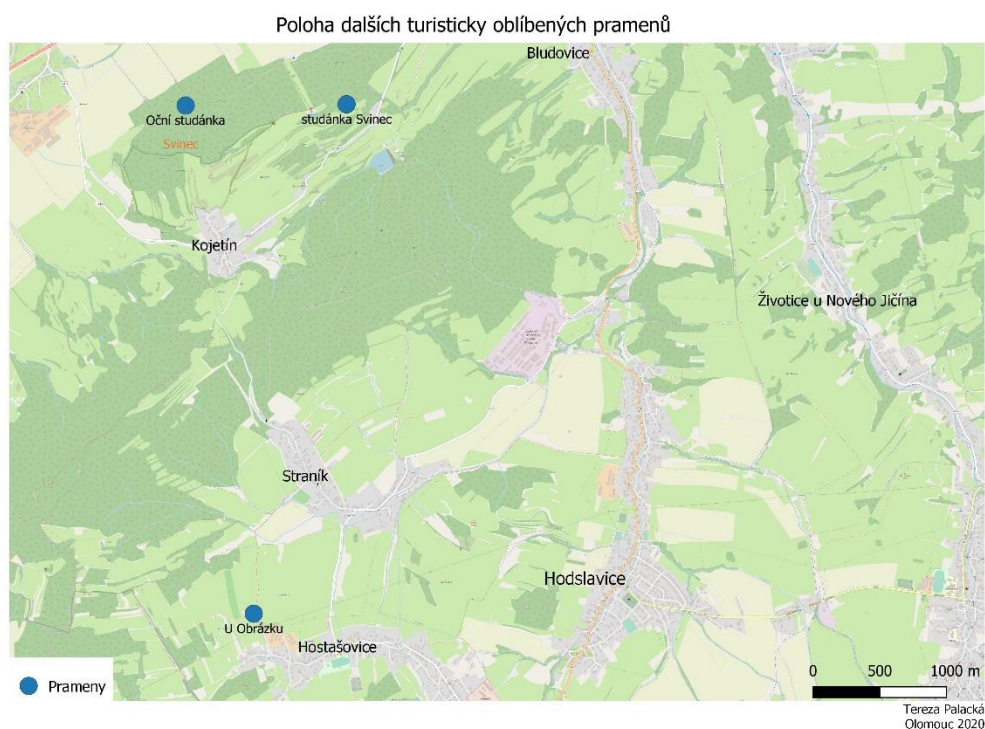 Poloha dalších turisticky oblíbených pramenů
Bludovice
Oční studánka
studánka Svinec
Svinec
Kojetín
Životice u Nového Jičína
Straník
Hodslavice
U Obrázku
Hostašovice
Prameny
0 500 1000 m
Tereza Palacká
Olomouc 2020